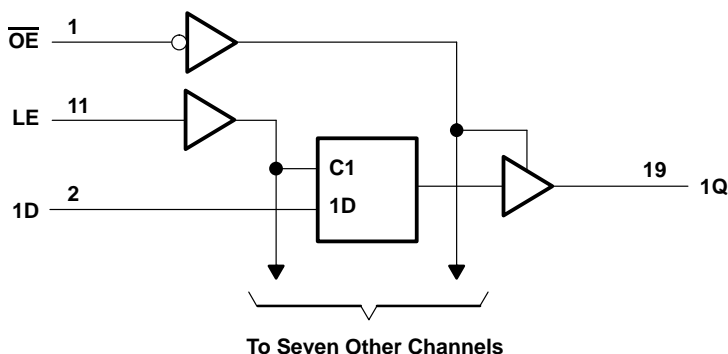 OE 1
LE 11
C1
1D
1D 2
19 1Q
To Seven Other Channels